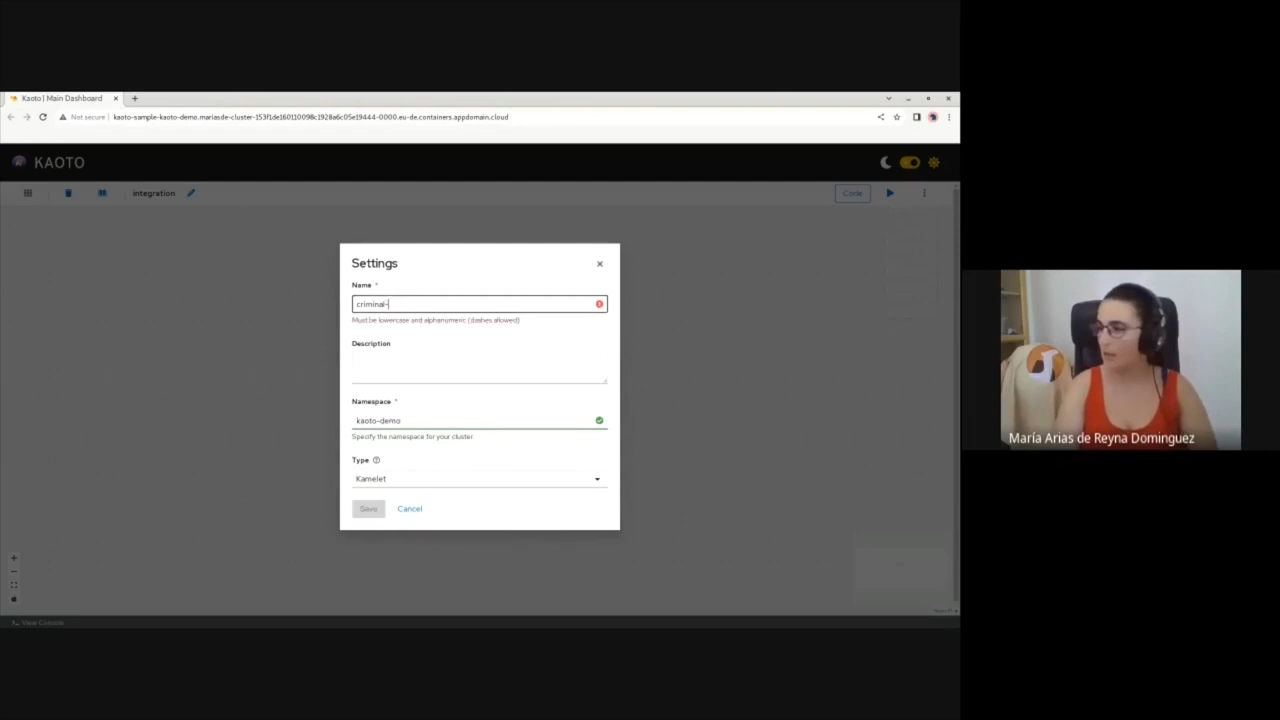 Kaoto | Main Dashboard
Not secure
kaoto-sample-kaoto-demo.mariasde-cluster-153f1de160110098c1928a6c05e19444-0000.eu-de.containers.appdomain.cloud
KAOTO
integration
Code
Settings
Name *
criminal-
Must be lowercase and alphanumeric (dashes allowed)
Description
Namespace *
kaoto-demo
Specify the namespace for your cluster.
Type
Kamelet
Save
Cancel
View Console
María Arias de Reyna Dominguez